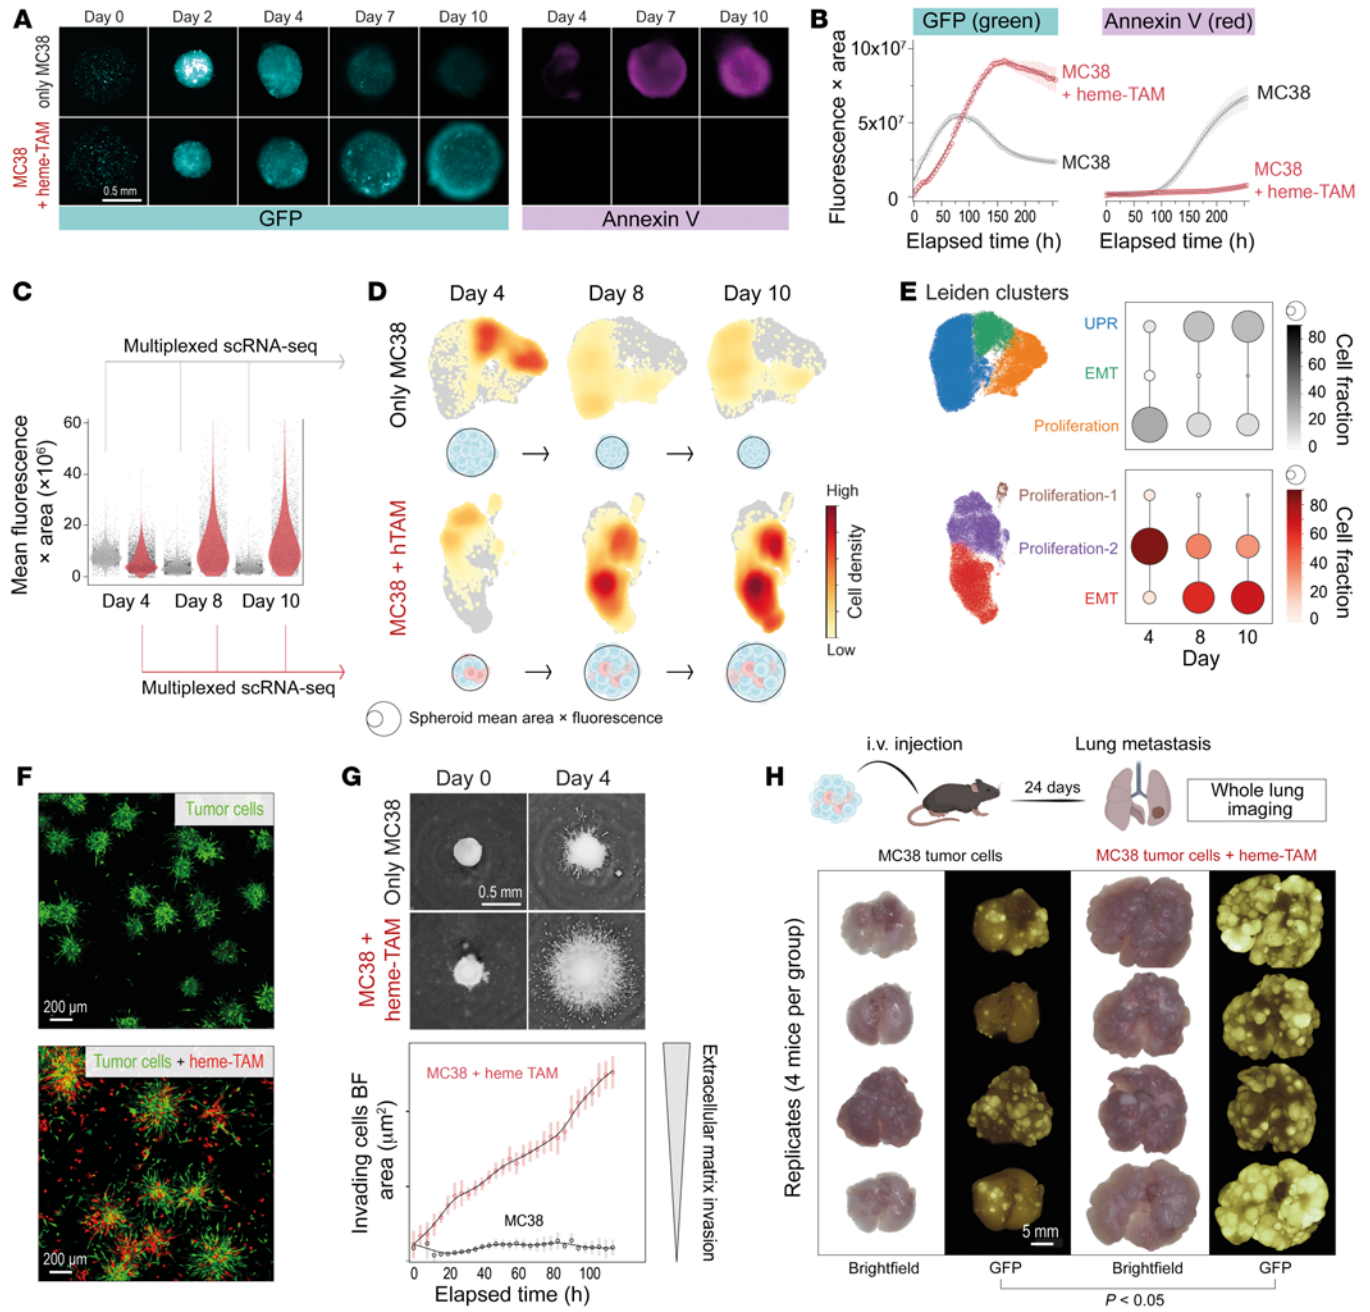 A
Day 0
Day 2
Day 4
Day 7
Day 10
Day 4
Day 7
Day 10
only MC38
MC38
+ heme-TAM
0.5 mm
GFP
Annexin V
B
GFP (green)
Annexin V (red)
Fluorescence × area
10x10⁷
5x10⁷
0
MC38
+ heme-TAM
MC38
MC38
MC38
+ heme-TAM
0 50 100 150 200
0 50 100 150 200
Elapsed time (h)
Elapsed time (h)
C
Multiplexed scRNA-seq
Mean fluorescence
× area (×10⁶)
60
40
20
0
Day 4
Day 8
Day 10
Multiplexed scRNA-seq
D
Day 4
Day 8
Day 10
Only MC38
MC38 + hTAM
High
Cell density
Low
Spheroid mean area × fluorescence
E
Leiden clusters
UPR
EMT
Proliferation
80
60
40
20
0
Cell fraction
Proliferation-1
Proliferation-2
EMT
80
60
40
20
0
Cell fraction
4 8 10
Day
F
Tumor cells
200 µm
Tumor cells + heme-TAM
200 µm
G
Day 0
Day 4
Only MC38
0.5 mm
MC38 +
heme-TAM
Invading cells BF
area (µm²)
MC38 + heme TAM
MC38
0 20 40 60 80 100
Elapsed time (h)
Extracellular matrix invasion
H
i.v. injection
24 days
Lung metastasis
Whole lung
imaging
MC38 tumor cells
MC38 tumor cells + heme-TAM
Replicates (4 mice per group)
5 mm
Brightfield
GFP
Brightfield
GFP
P < 0.05